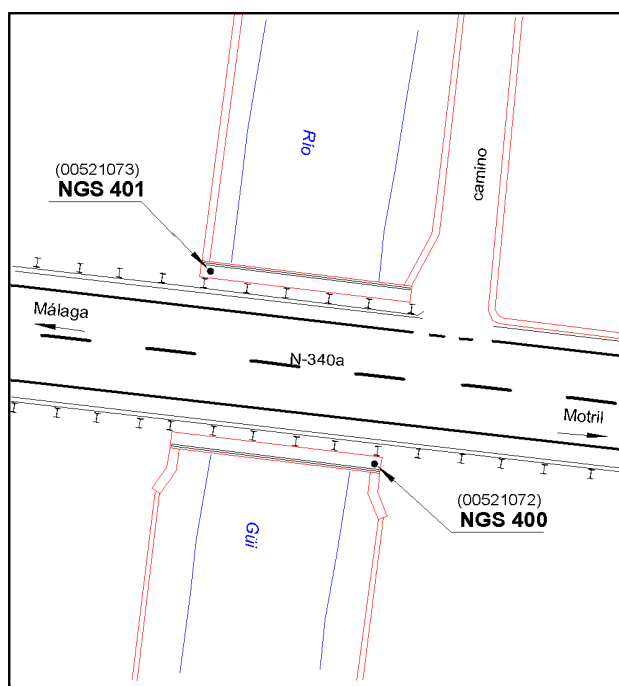 Río
camino
(00521073)
NGS 401
Málaga
N-340a
Motril
(00521072)
NGS 400
Güi